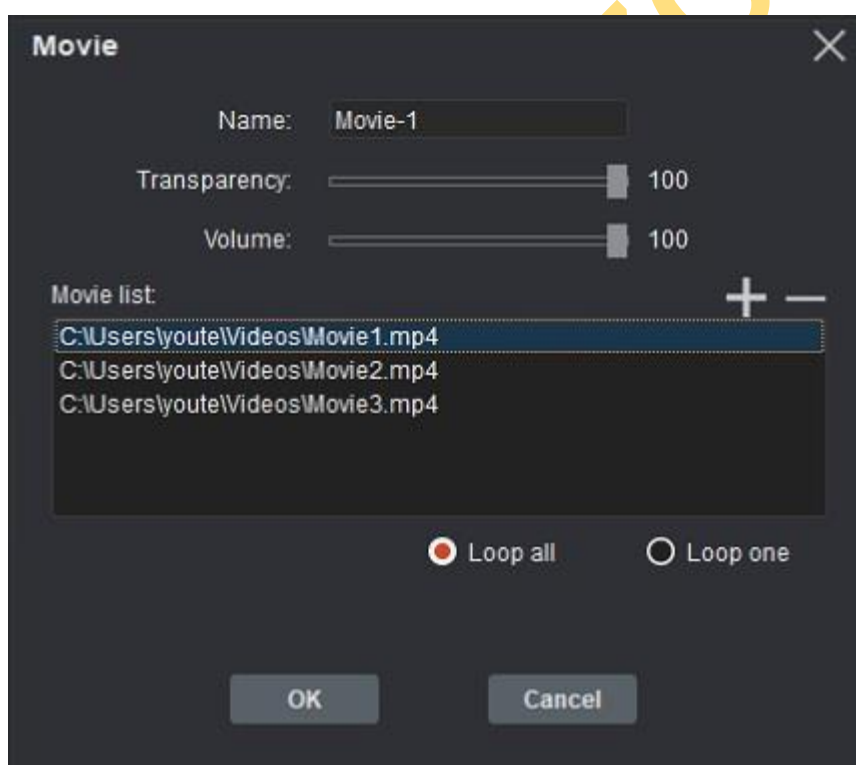 Movie
Name: Movie-1
Transparency: 100
Volume: 100
Movie list:
C:\Users\youte\Videos\Movie1.mp4
C:\Users\youte\Videos\Movie2.mp4
C:\Users\youte\Videos\Movie3.mp4
Loop all Loop one
OK Cancel